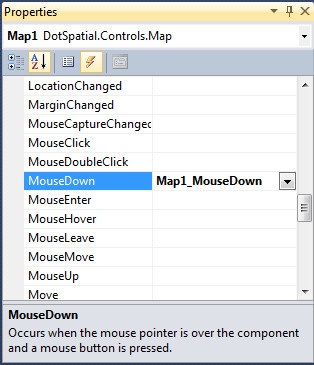 Properties
Map1 DotSpatial.Controls.Map
LocationChanged
MarginChanged
MouseCaptureChanged
MouseClick
MouseDoubleClick
MouseDown Map1_MouseDown
MouseEnter
MouseHover
MouseLeave
MouseMove
MouseUp
Move
MouseDown
Occurs when the mouse pointer is over the component
and a mouse button is pressed.